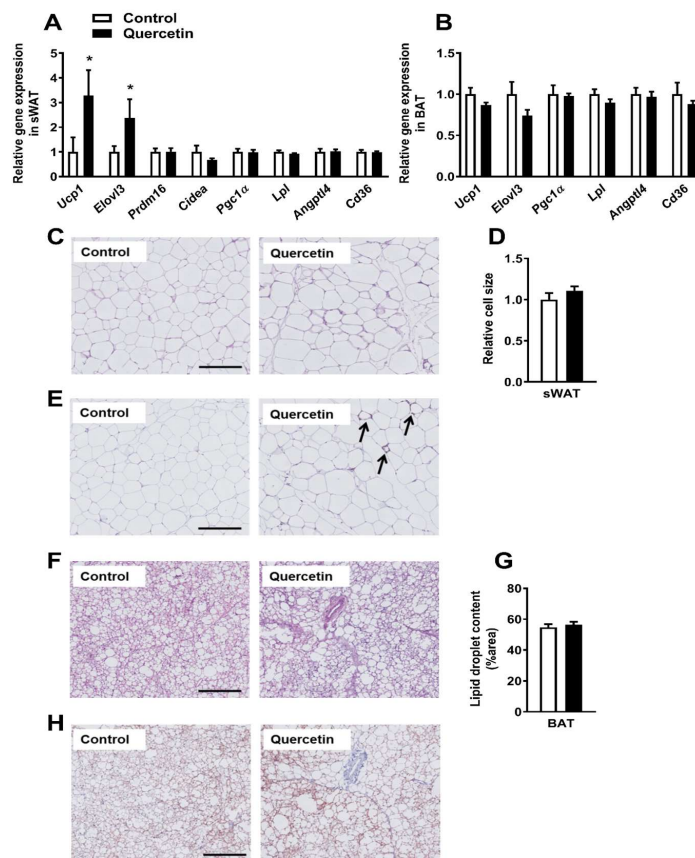 A
Control
Quercetin
Relative gene expression
in sWAT
5
4
3
2
1
0
*
*
Ucp1
Elovl3
Prdm16
Cidea
Pgc1α
Lpl
Angptl4
Cd36
B
Relative gene expression
in BAT
1.5
1.0
0.5
0.0
Ucp1
Elovl3
Pgc1α
Lpl
Angptl4
Cd36
C
Control
Quercetin
D
Relative cell size
1.5
1.0
0.5
0.0
sWAT
E
Control
Quercetin
F
Control
Quercetin
G
Lipid droplet content
(%area)
80
60
40
20
0
BAT
H
Control
Quercetin